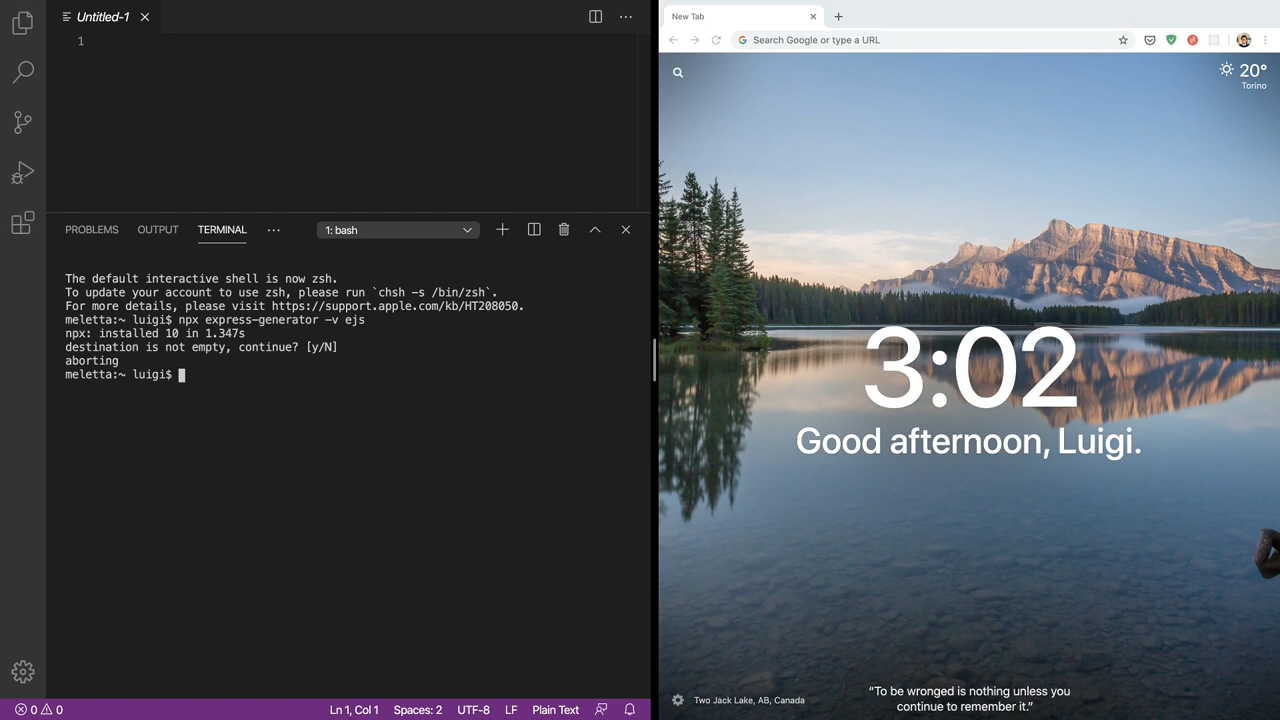 Untitled-1
1
PROBLEMS OUTPUT TERMINAL ··· 1: bash
The default interactive shell is now zsh.
To update your account to use zsh, please run `chsh -s /bin/zsh`.
For more details, please visit https://support.apple.com/kb/HT208050.
meletta:~ luigi$ npx express-generator -v ejs
npx: installed 10 in 1.347s
destination is not empty, continue? [y/N]
aborting
meletta:~ luigi$
0 0 Ln 1, Col 1 Spaces: 2 UTF-8 LF Plain Text
New Tab
Search Google or type a URL
20°
Torino
3:02
Good afternoon, Luigi.
Two Jack Lake, AB, Canada
“To be wronged is nothing unless you
continue to remember it.”